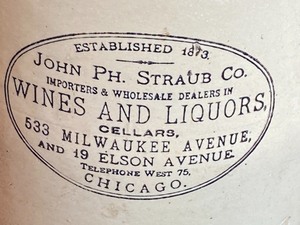 ESTABLISHED 1873.
JOHN PH. STRAUB CO.
IMPORTERS & WHOLESALE DEALERS IN
WINES AND LIQUORS,
CELLARS,
533 MILWAUKEE AVENUE,
AND 19 ELSON AVENUE.
TELEPHONE WEST 75,
CHICAGO.